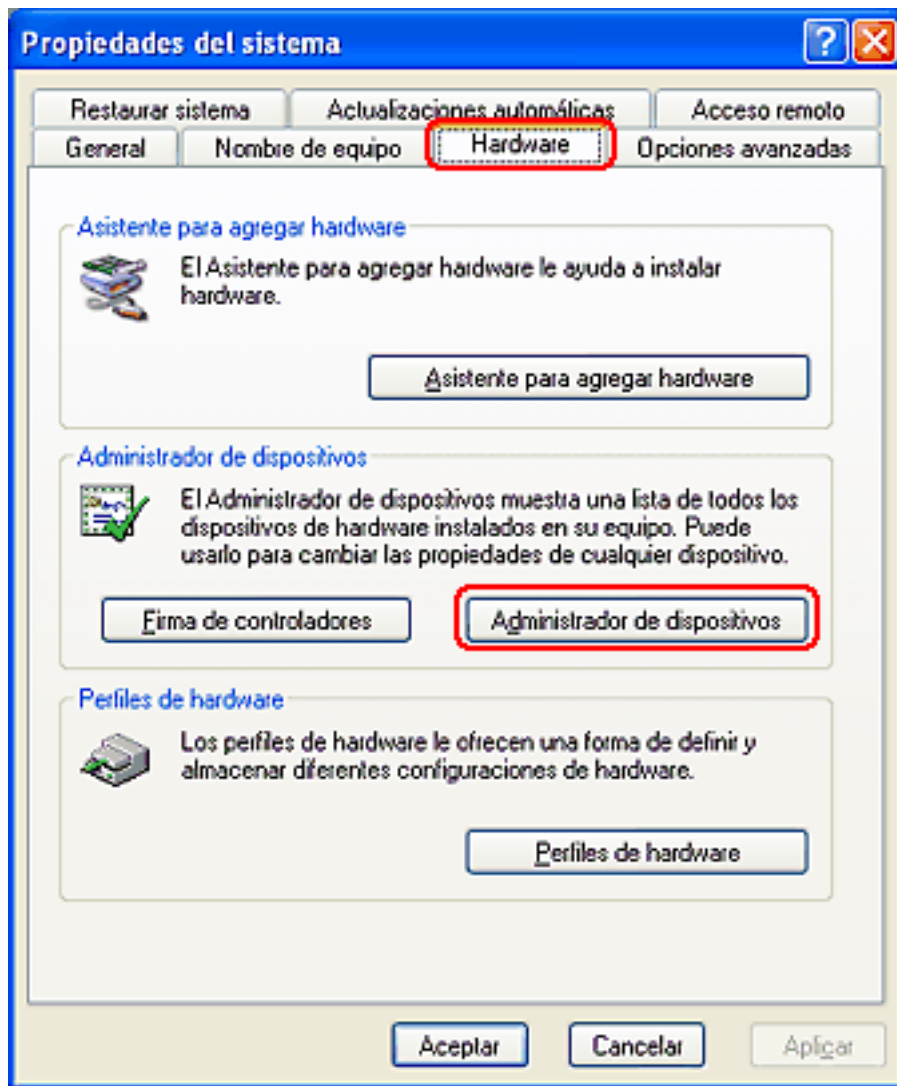 Propiedades del sistema
Restaurar sistema
Actualizaciones automáticas
Acceso remoto
General
Nombre de equipo
Hardware
Opciones avanzadas
Asistente para agregar hardware
El Asistente para agregar hardware le ayuda a instalar
hardware.
Asistente para agregar hardware
Administrador de dispositivos
El Administrador de dispositivos muestra una lista de todos los
dispositivos de hardware instalados en su equipo. Puede
usarlo para cambiar las propiedades de cualquier dispositivo.
Firma de controladores
Administrador de dispositivos
Perfiles de hardware
Los perfiles de hardware le ofrecen una forma de definir y
almacenar diferentes configuraciones de hardware.
Perfiles de hardware
Aceptar
Cancelar
Aplicar